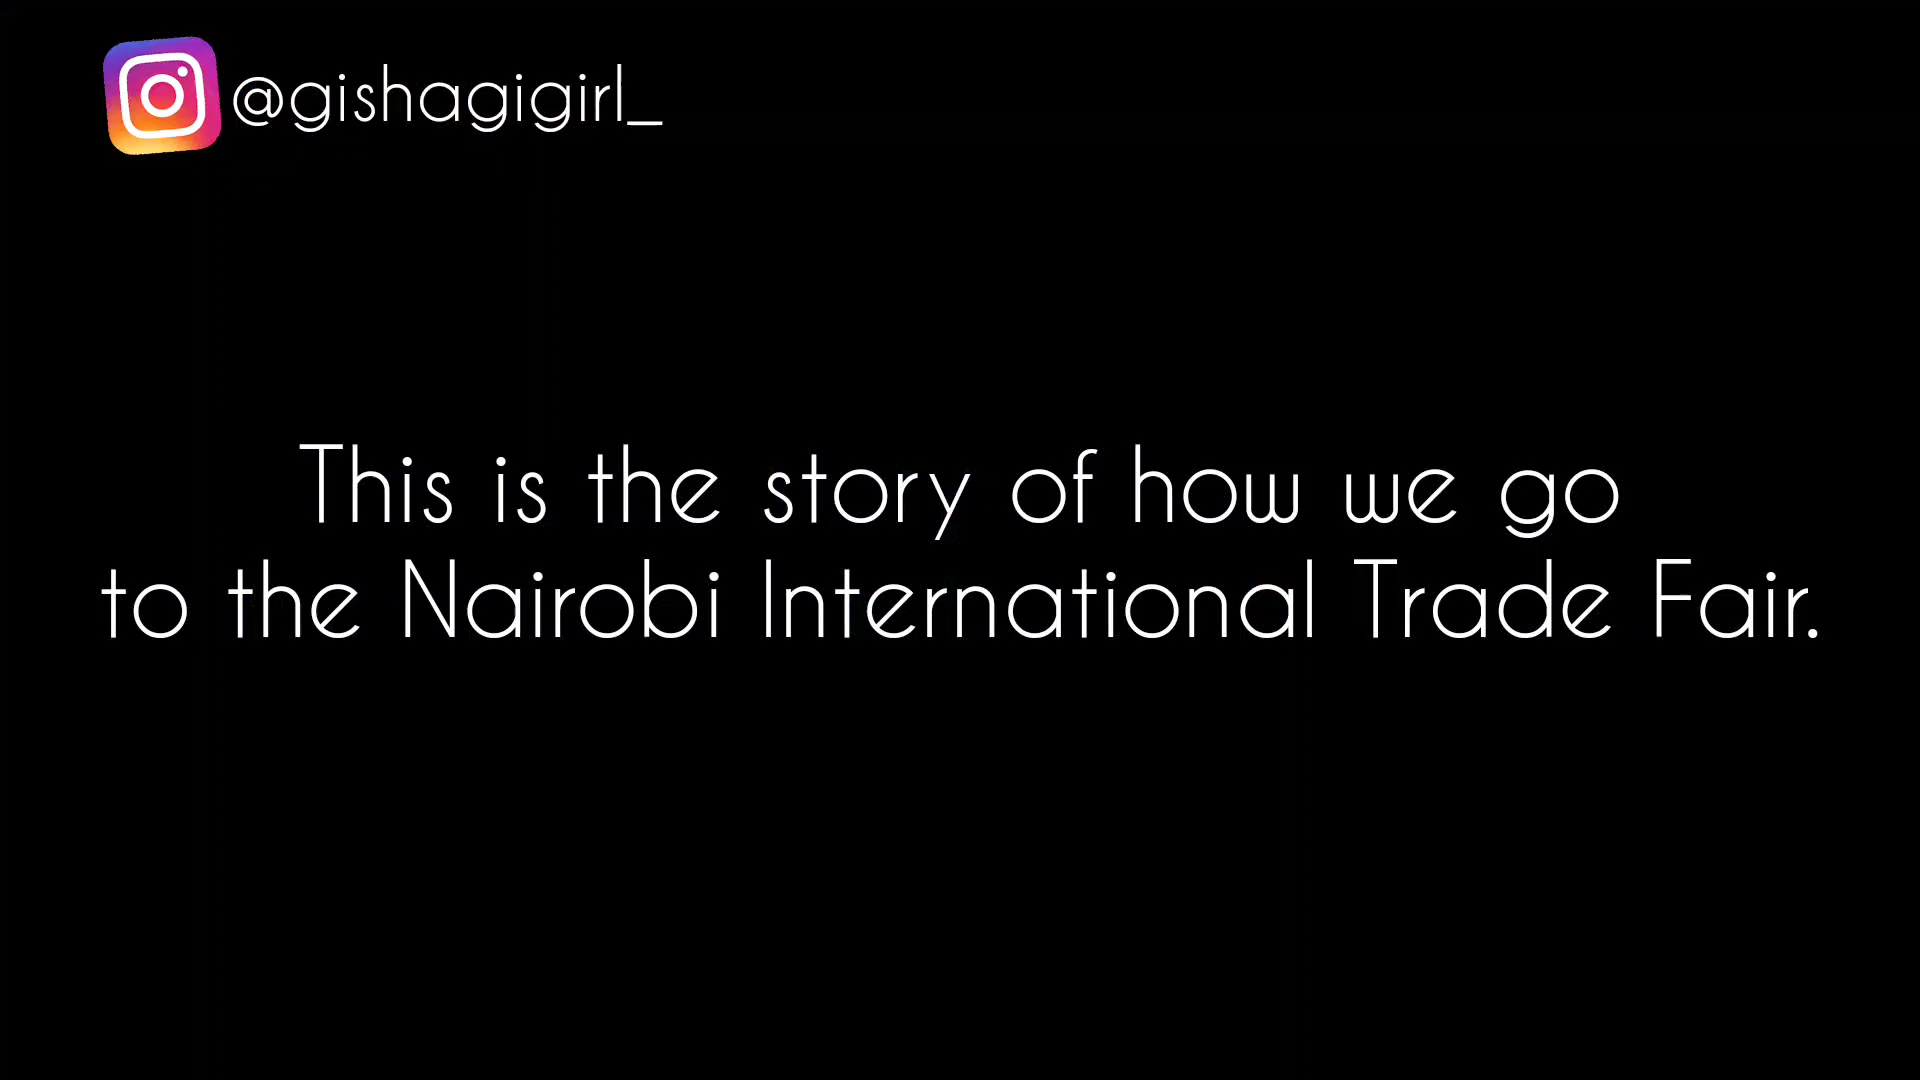 @gishagigirl_
This is the story of how we go
to the Nairobi International Trade Fair.